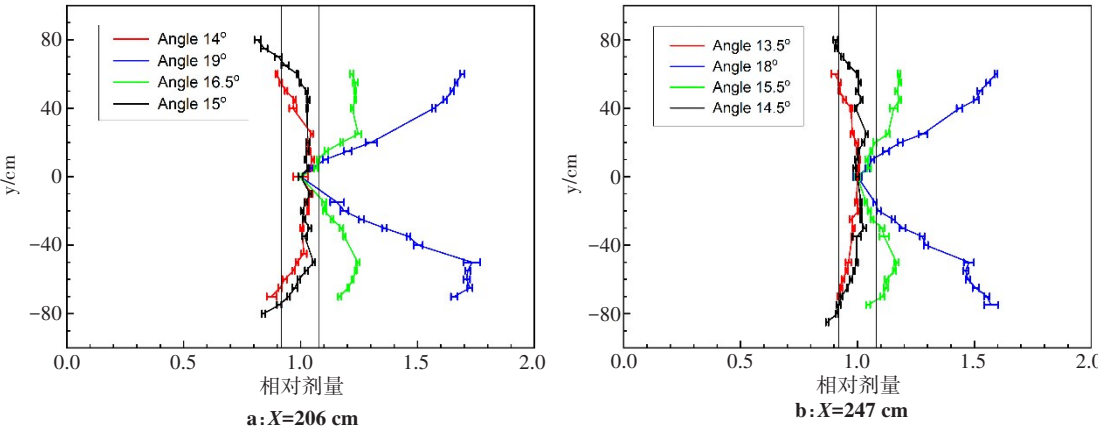 80
40
0
−40
−80
y/cm
Angle 14°
Angle 19°
Angle 16.5°
Angle 15°
0.0 0.5 1.0 1.5 2.0
相对剂量
a:X=206 cm
80
40
0
−40
−80
y/cm
Angle 13.5°
Angle 18°
Angle 15.5°
Angle 14.5°
0.0 0.5 1.0 1.5 2.0
相对剂量
b:X=247 cm